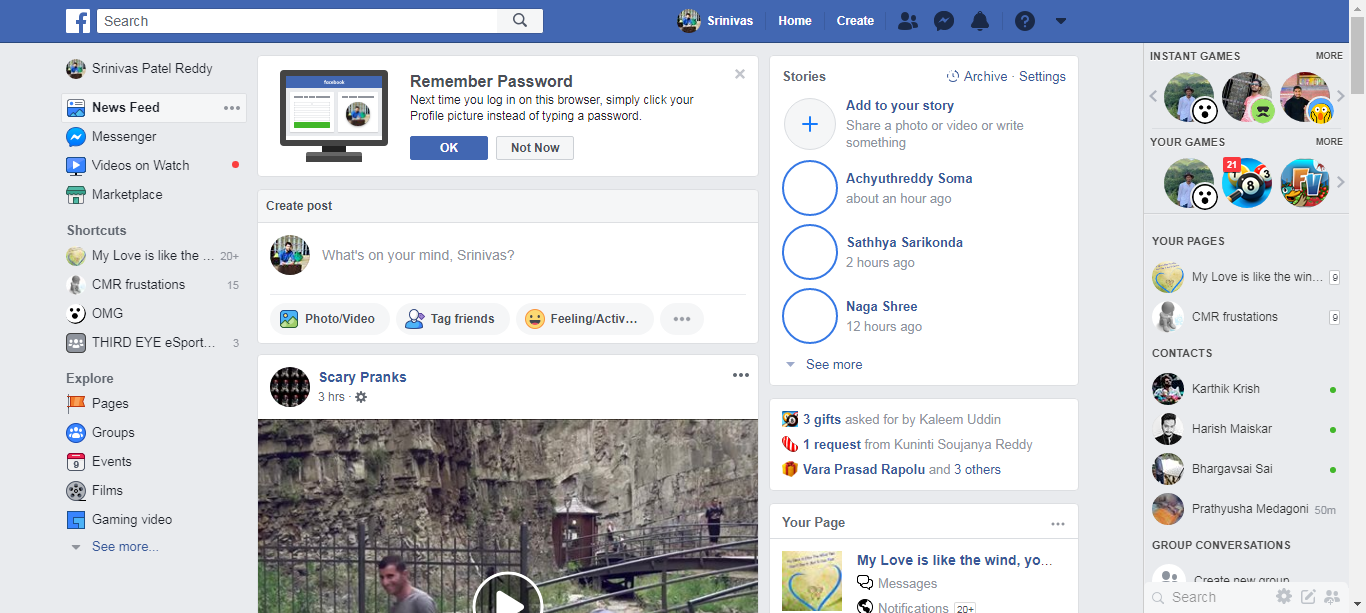 Search
Srinivas
Home
Create
Srinivas Patel Reddy
News Feed
Messenger
Videos on Watch
Marketplace
Shortcuts
My Love is like the ... 20+
CMR frustations 15
OMG
THIRD EYE eSport... 3
Explore
Pages
Groups
Events
Films
Gaming video
See more...
facebook
Remember Password
Next time you log in on this browser, simply click your
Profile picture instead of typing a password.
OK
Not Now
Create post
What's on your mind, Srinivas?
Photo/Video
Tag friends
Feeling/Activ...
Scary Pranks
3 hrs ·
Stories
Archive · Settings
Add to your story
Share a photo or video or write
something
Achyuthreddy Soma
about an hour ago
Sathhya Sarikonda
2 hours ago
Naga Shree
12 hours ago
See more
3 gifts asked for by Kaleem Uddin
1 request from Kuninti Soujanya Reddy
Vara Prasad Rapolu and 3 others
Your Page
My Love is like the wind, yo...
Messages
Notifications 20+
INSTANT GAMES
MORE
YOUR GAMES
MORE
21
8
3
FV
YOUR PAGES
My Love is like the win... 9
CMR frustations 9
CONTACTS
Karthik Krish
Harish Maiskar
Bhargavsai Sai
Prathyusha Medagoni 50m
GROUP CONVERSATIONS
Create new group
Search